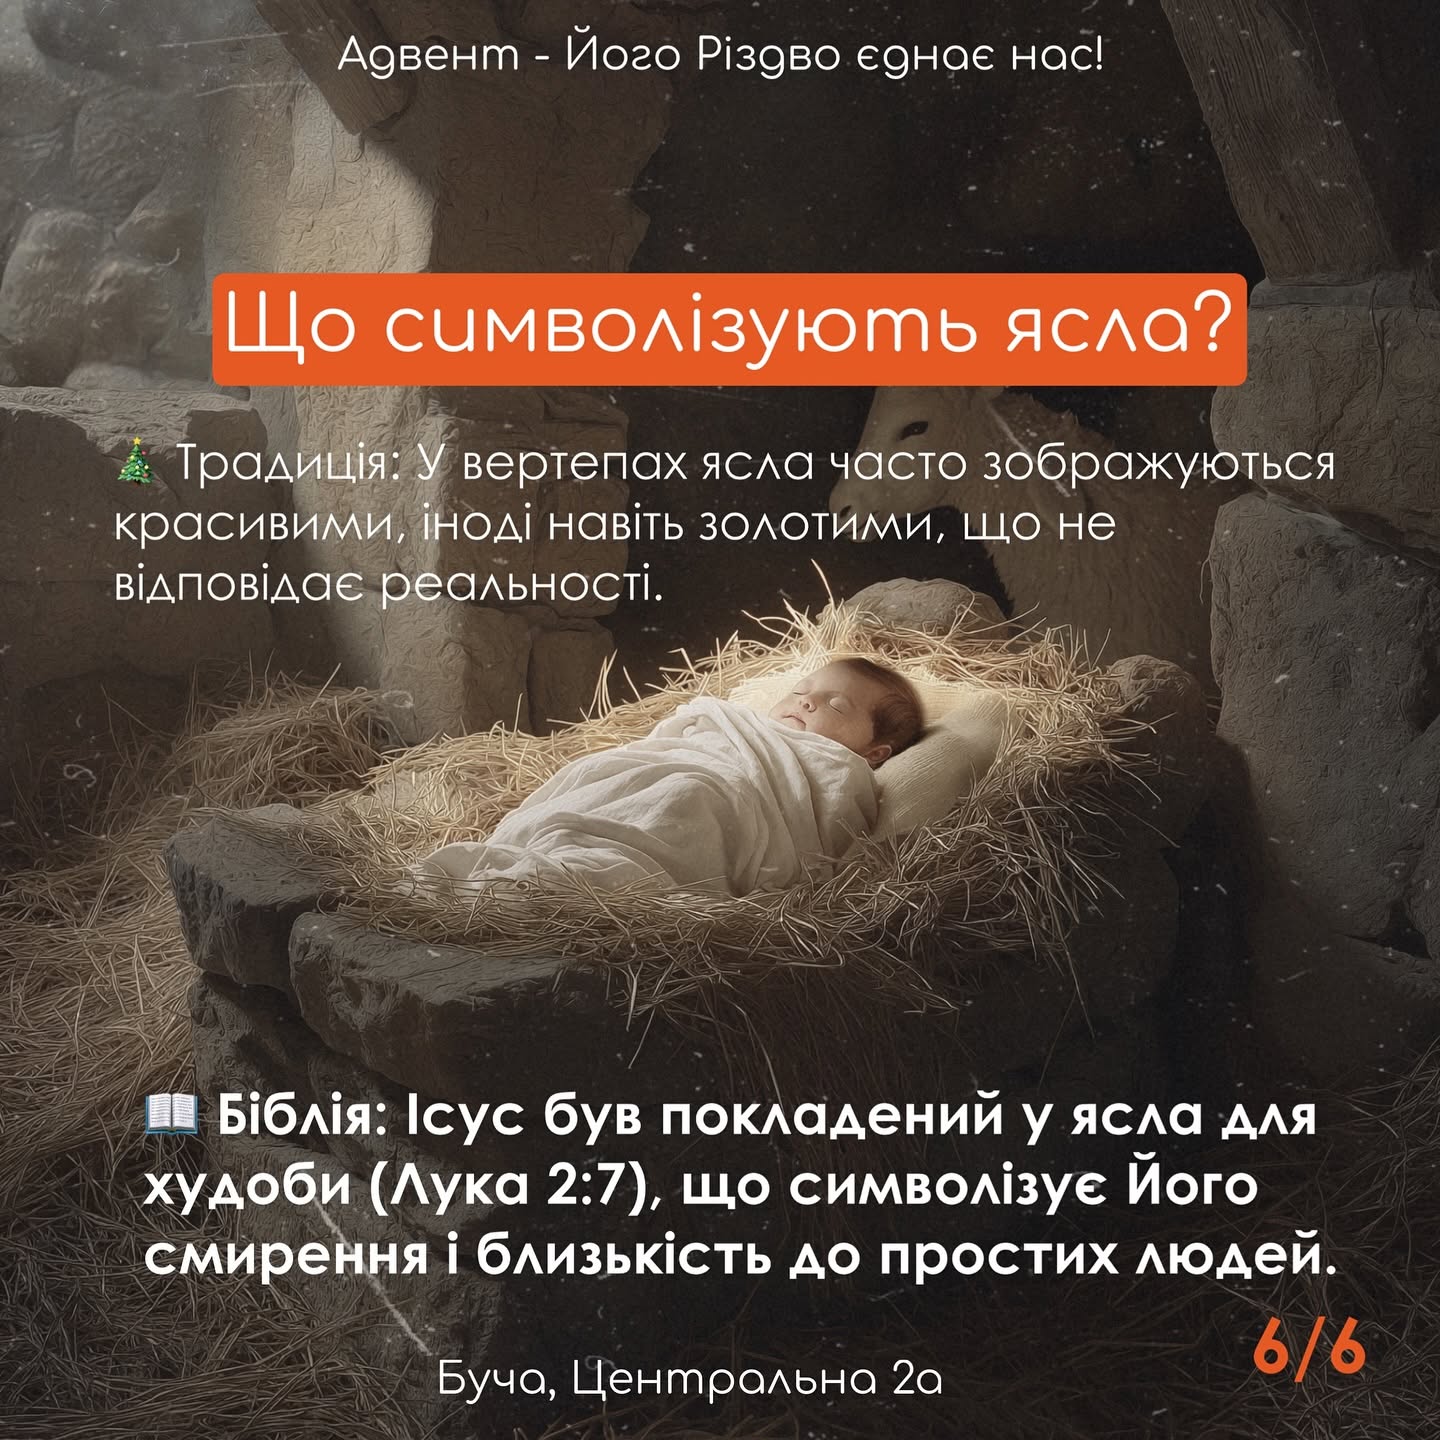 Адвент - Його Різдво єднає нас!
Що символізують ясла?
🎄 Традиція: У вертепах ясла часто зображуються
красивими, іноді навіть золотими, що не
відповідає реальності.
📖 Біблія: Ісус був покладений у ясла для
худоби (Лука 2:7), що символізує Його
смирення і близькість до простих людей.
6/6
Буча, Центральна 2а